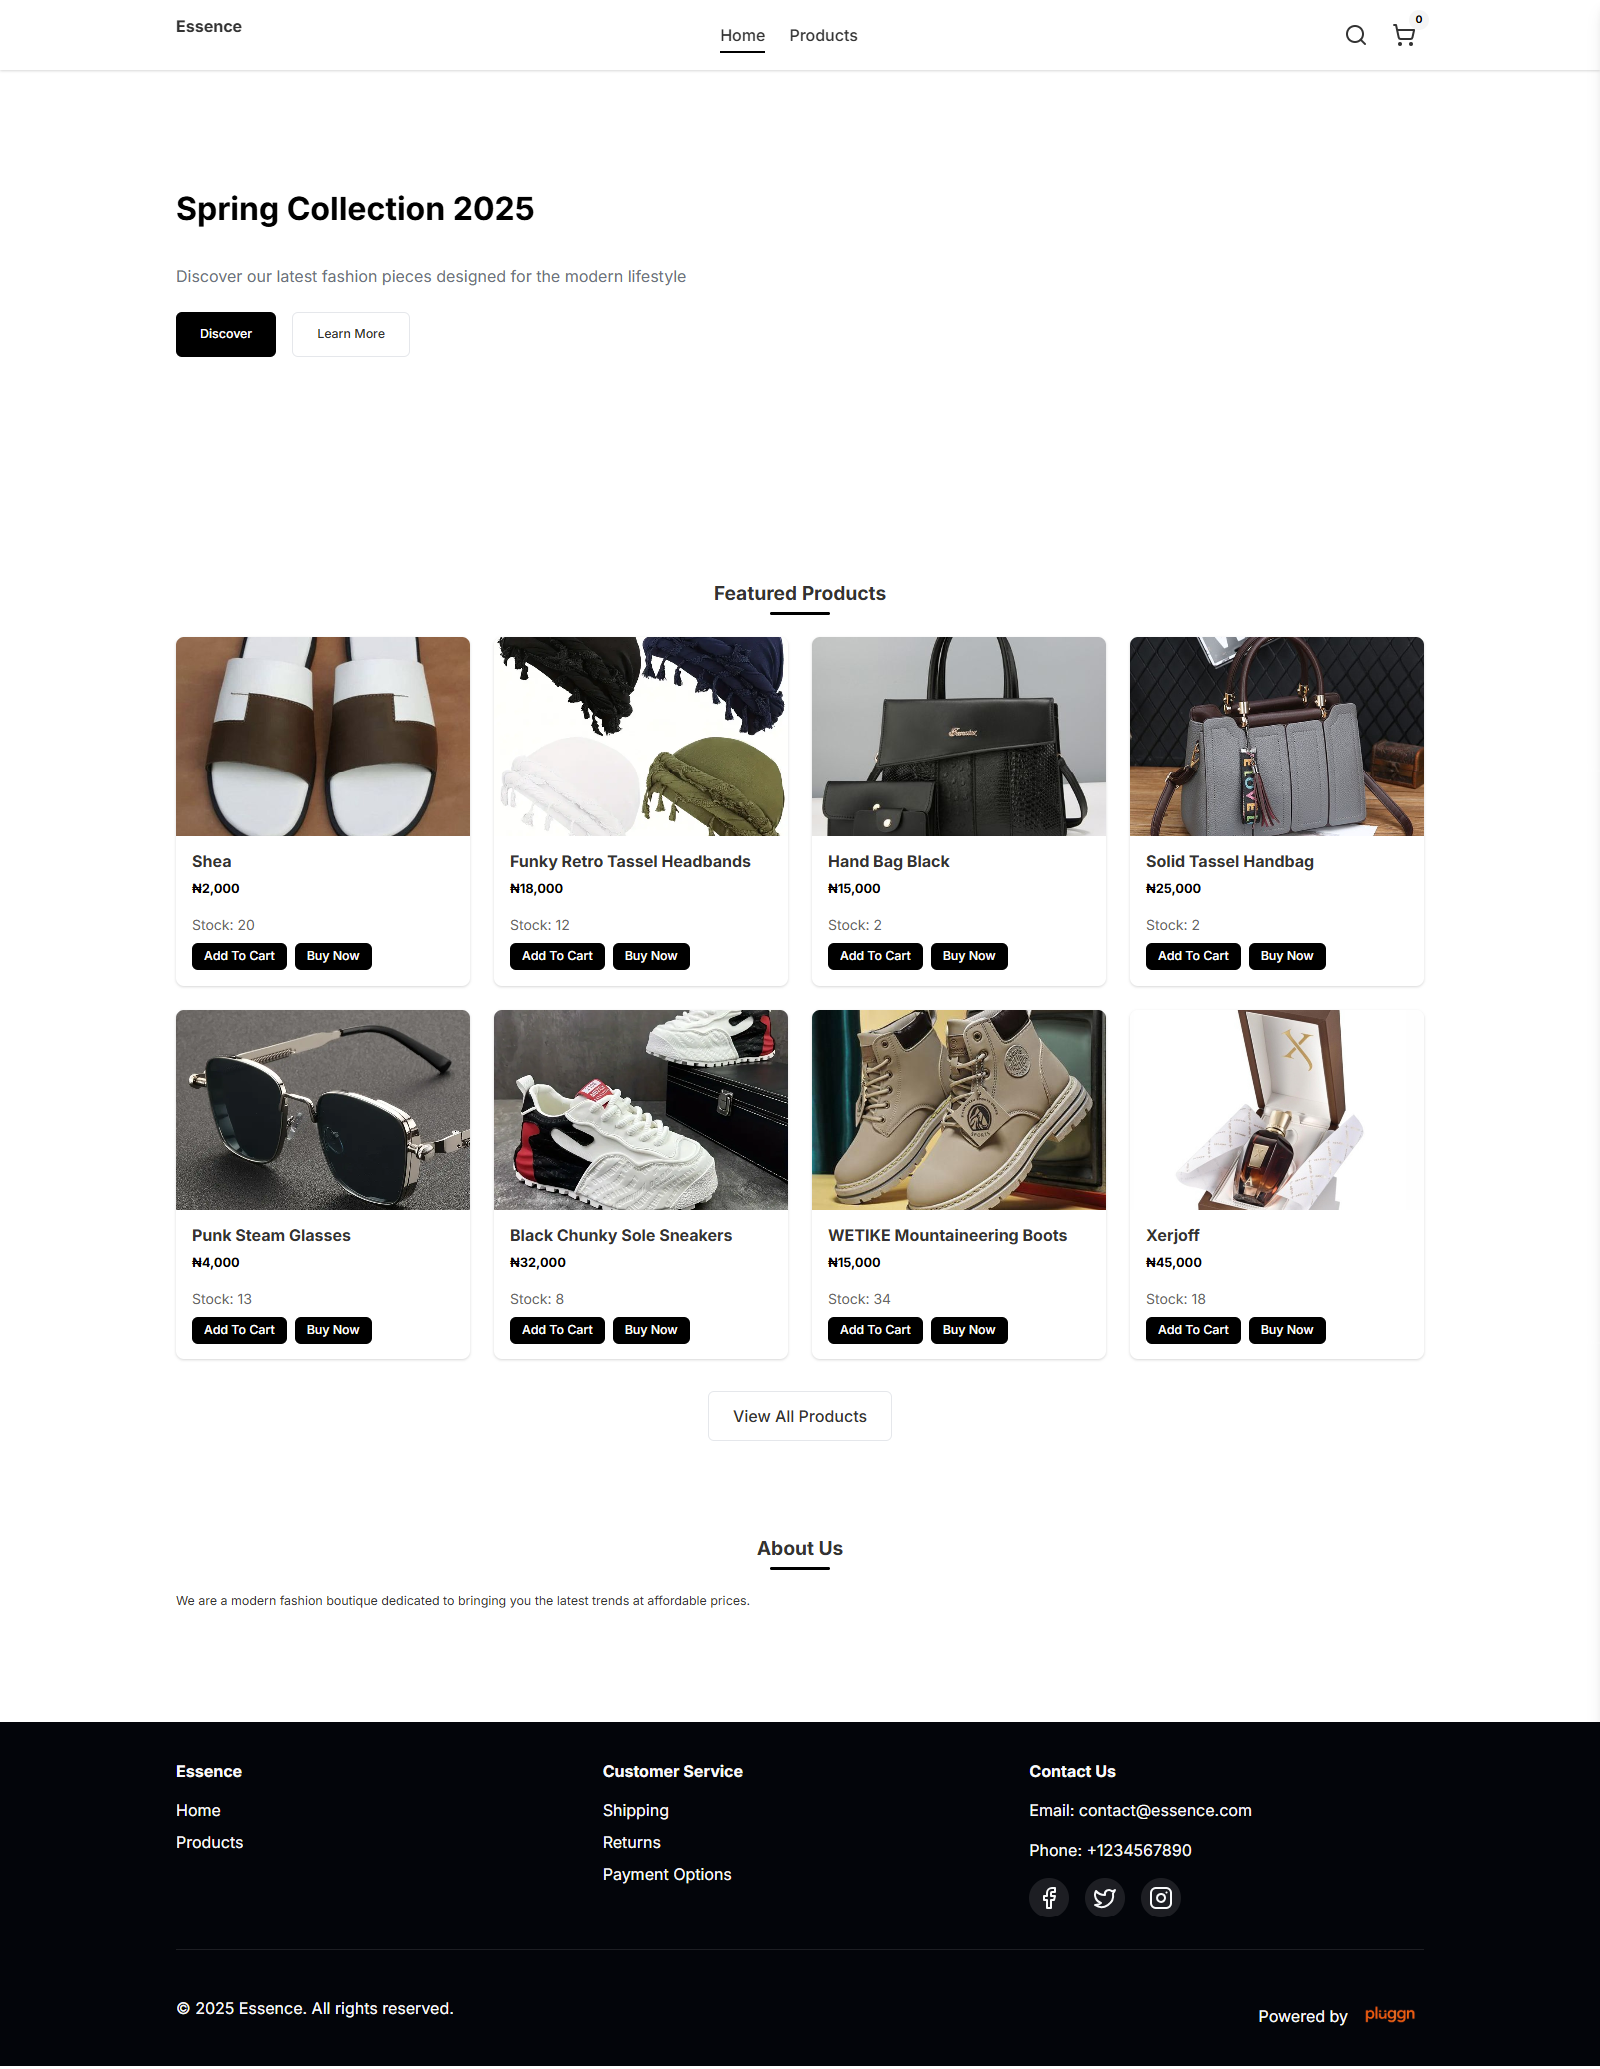 Essence
Home
Products
0
Spring Collection 2025
Discover our latest fashion pieces designed for the modern lifestyle
Discover
Learn More
Featured Products
LOVE
X
Shea
₦2,000
Stock: 20
Add To Cart
Buy Now
Funky Retro Tassel Headbands
₦18,000
Stock: 12
Add To Cart
Buy Now
Hand Bag Black
₦15,000
Stock: 2
Add To Cart
Buy Now
Solid Tassel Handbag
₦25,000
Stock: 2
Add To Cart
Buy Now
Punk Steam Glasses
₦4,000
Stock: 13
Add To Cart
Buy Now
Black Chunky Sole Sneakers
₦32,000
Stock: 8
Add To Cart
Buy Now
WETIKE Mountaineering Boots
₦15,000
Stock: 34
Add To Cart
Buy Now
Xerjoff
₦45,000
Stock: 18
Add To Cart
Buy Now
View All Products
About Us
We are a modern fashion boutique dedicated to bringing you the latest trends at affordable prices.
Essence
Home
Products
Customer Service
Shipping
Returns
Payment Options
Contact Us
Email: contact@essence.com
Phone: +1234567890
© 2025 Essence. All rights reserved.
Powered by
pluggn